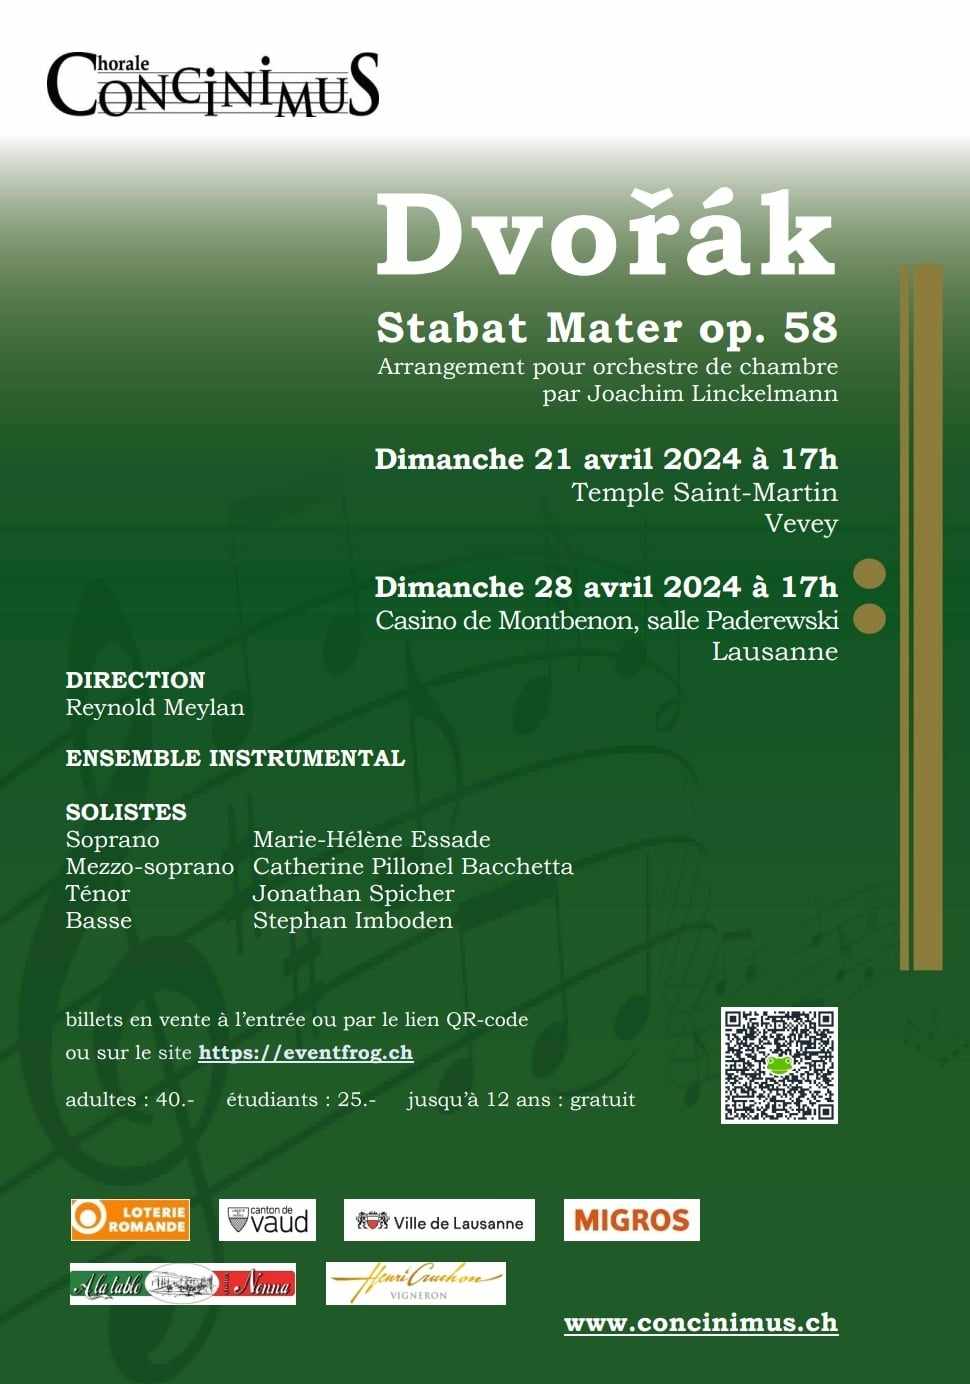 Chorale
CONCINIMUS
Dvořák
Stabat Mater op. 58
Arrangement pour orchestre de chambre
par Joachim Linckelmann
Dimanche 21 avril 2024 à 17h
Temple Saint-Martin
Vevey
Dimanche 28 avril 2024 à 17h
Casino de Montbenon, salle Paderewski
Lausanne
DIRECTION
Reynold Meylan
ENSEMBLE INSTRUMENTAL
SOLISTES
Soprano Marie-Hélène Essade
Mezzo-soprano Catherine Pillonel Bacchetta
Ténor Jonathan Spicher
Basse Stephan Imboden
billets en vente à l'entrée ou par le lien QR-code
ou sur le site https://eventfrog.ch
adultes : 40.- étudiants : 25.- jusqu'à 12 ans : gratuit
LOTERIE
ROMANDE
canton de
vaud
Ville de Lausanne
MIGROS
A la table Nonna
Henri Cruchon
VIGNERON
www.concinimus.ch